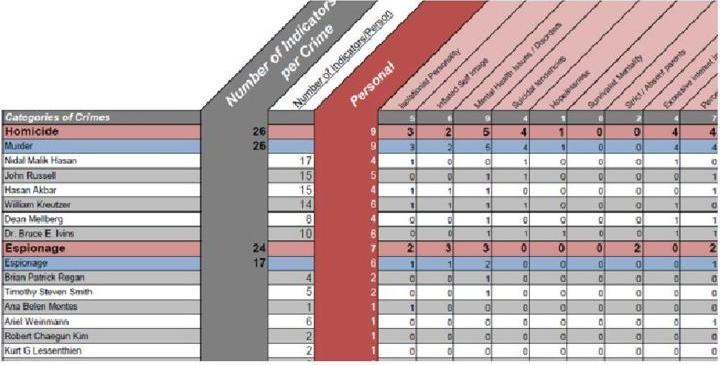 Number of Indicators per Crime
Number of Indicators/Person
Personal
Isolational Personality
Inflated Self Image
Mental Health Issues / Disorders
Suicidal tendencies
Hopelessness
Survivalist Mentality
Strict / Absent parents
Excessive interest in
Perce
Categories of Crimes 5 6 9 4 1 0 2 4 7
Homicide 26 9 3 2 5 4 1 0 0 4 4
Murder 26 9 3 2 5 4 1 0 0 4 4
Nidal Malik Hasan 17 4 1 0 0 1 0 0 0 1 0
John Russell 15 5 0 0 1 1 0 0 0 0 1
Hasan Akbar 15 4 1 1 1 0 0 0 0 0 1
William Kreutzer 14 6 1 1 1 1 0 0 0 1 1
Dean Mellberg 8 4 0 0 1 0 0 0 0 1 1
Dr. Bruce E. Ivins 10 6 0 0 1 1 1 0 0 1 1
Espionage 24 7 2 3 3 0 0 0 2 0 2
Espionage 17 6 1 1 2 0 0 0 0 0 1
Brian Patrick Regan 4 2 0 0 1 0 0 0 0 0 0
Timothy Steven Smith 5 2 0 0 1 0 0 0 0 0 0
Ana Belen Montes 1 1 1 0 0 0 0 0 0 0 0
Ariel Weinmann 6 1 0 0 0 0 0 0 0 0 1
Robert Chaegun Kim 2 1 0 0 0 0 0 0 0 0 0
Kurt G Lessenthien 2 1 0 0 0 0 0 0 0 0 0